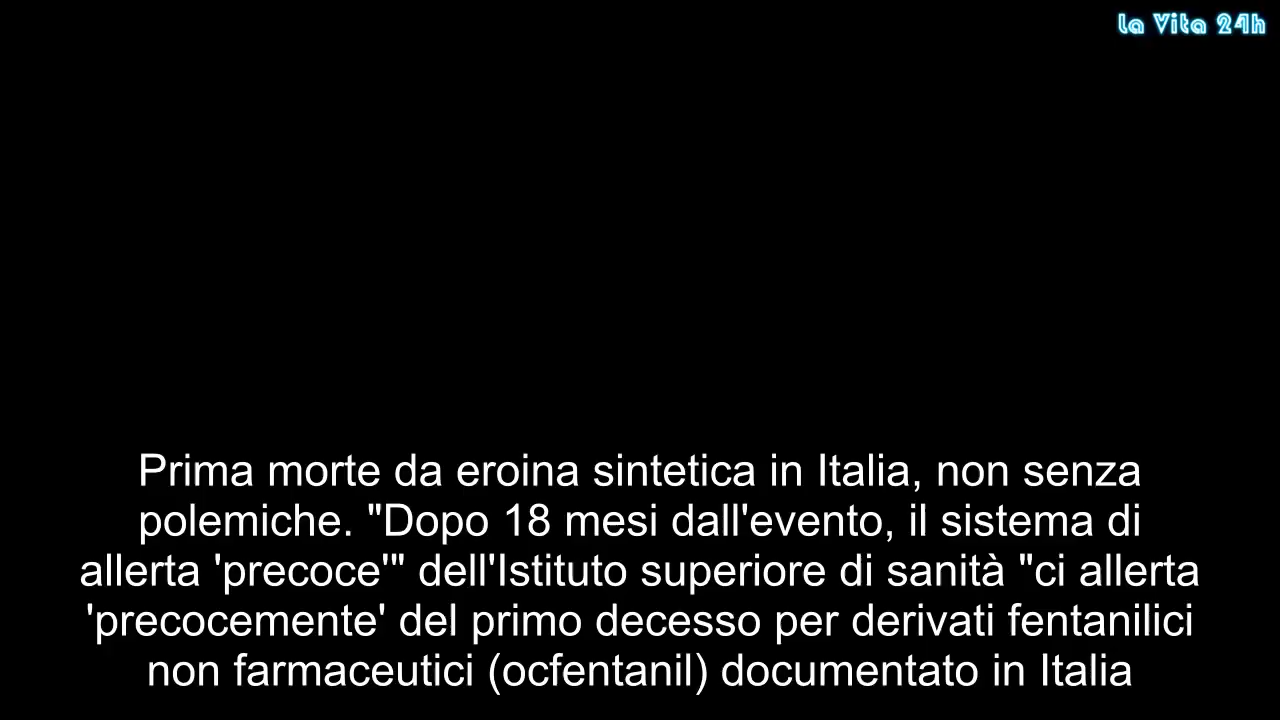 la Vita 24h
Prima morte da eroina sintetica in Italia, non senza
polemiche. "Dopo 18 mesi dall'evento, il sistema di
allerta 'precoce'" dell'Istituto superiore di sanità "ci allerta
'precocemente' del primo decesso per derivati fentanilici
non farmaceutici (ocfentanil) documentato in Italia